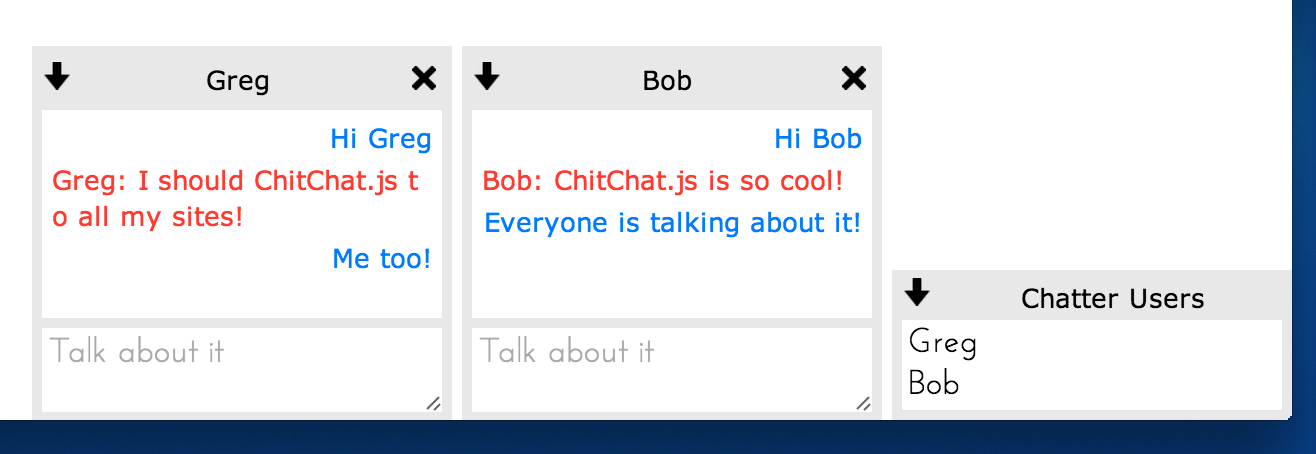 Greg
Hi Greg
Greg: I should ChitChat.js t
o all my sites!
Me too!
Talk about it
Bob
Hi Bob
Bob: ChitChat.js is so cool!
Everyone is talking about it!
Talk about it
Chatter Users
Greg
Bob